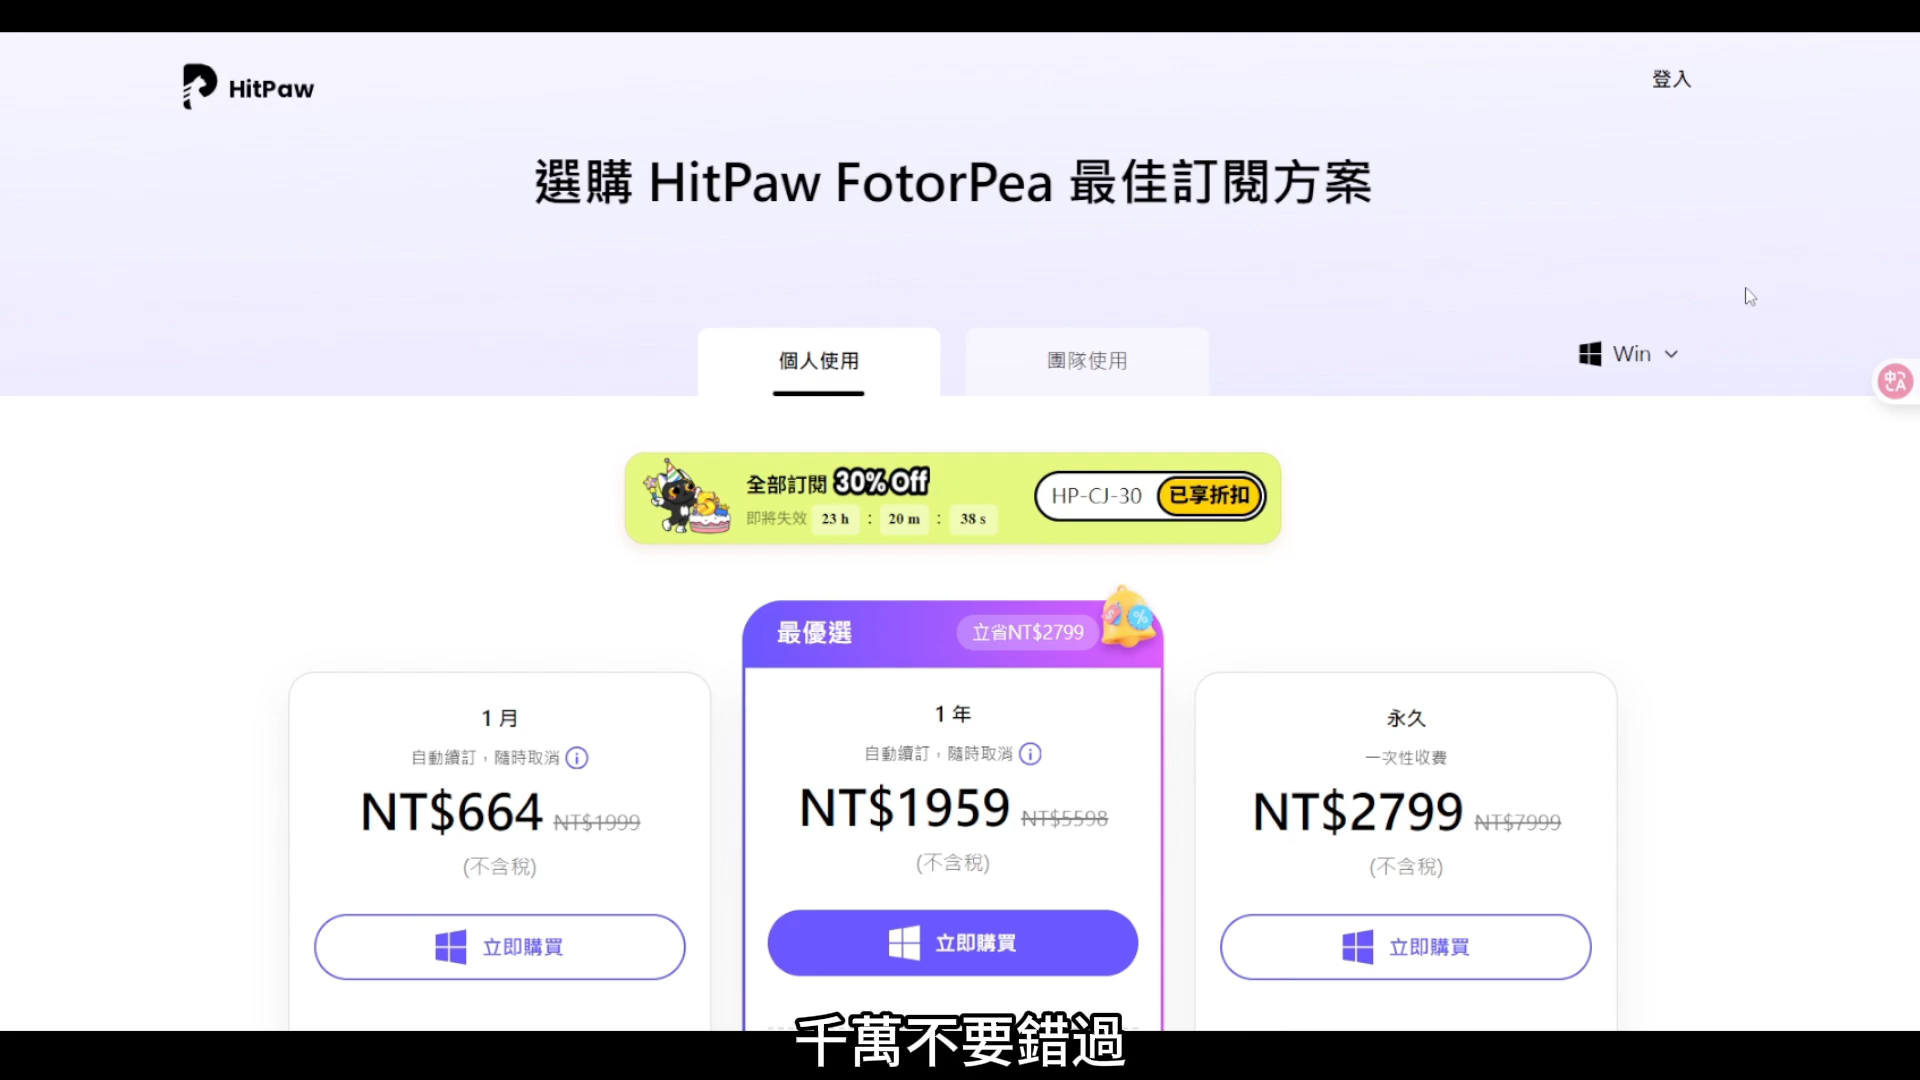 HitPaw
登入
選購 HitPaw FotorPea 最佳訂閱方案
個人使用
團隊使用
Win
全部訂閱 30% Off
即將失效 23 h : 20 m : 38 s
HP-CJ-30
已享折扣
最優選
立省NT$2799
1 月
自動續訂，隨時取消
NT$664 NT$1999
(不含稅)
立即購買
1 年
自動續訂，隨時取消
NT$1959 NT$5598
(不含稅)
立即購買
永久
一次性收費
NT$2799 NT$7999
(不含稅)
立即購買
千萬不要錯過